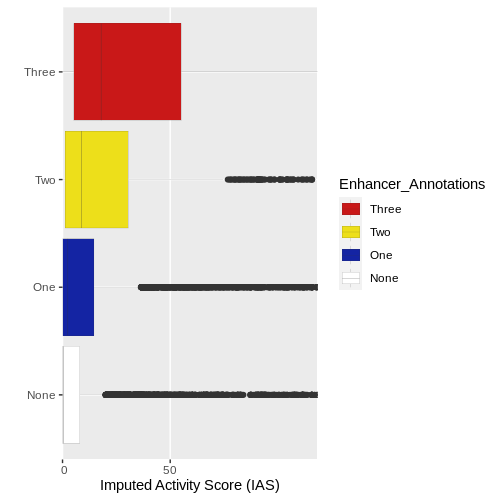 Three
Two
One
None
0
50
Imputed Activity Score (IAS)
Enhancer_Annotations
Three
Two
One
None